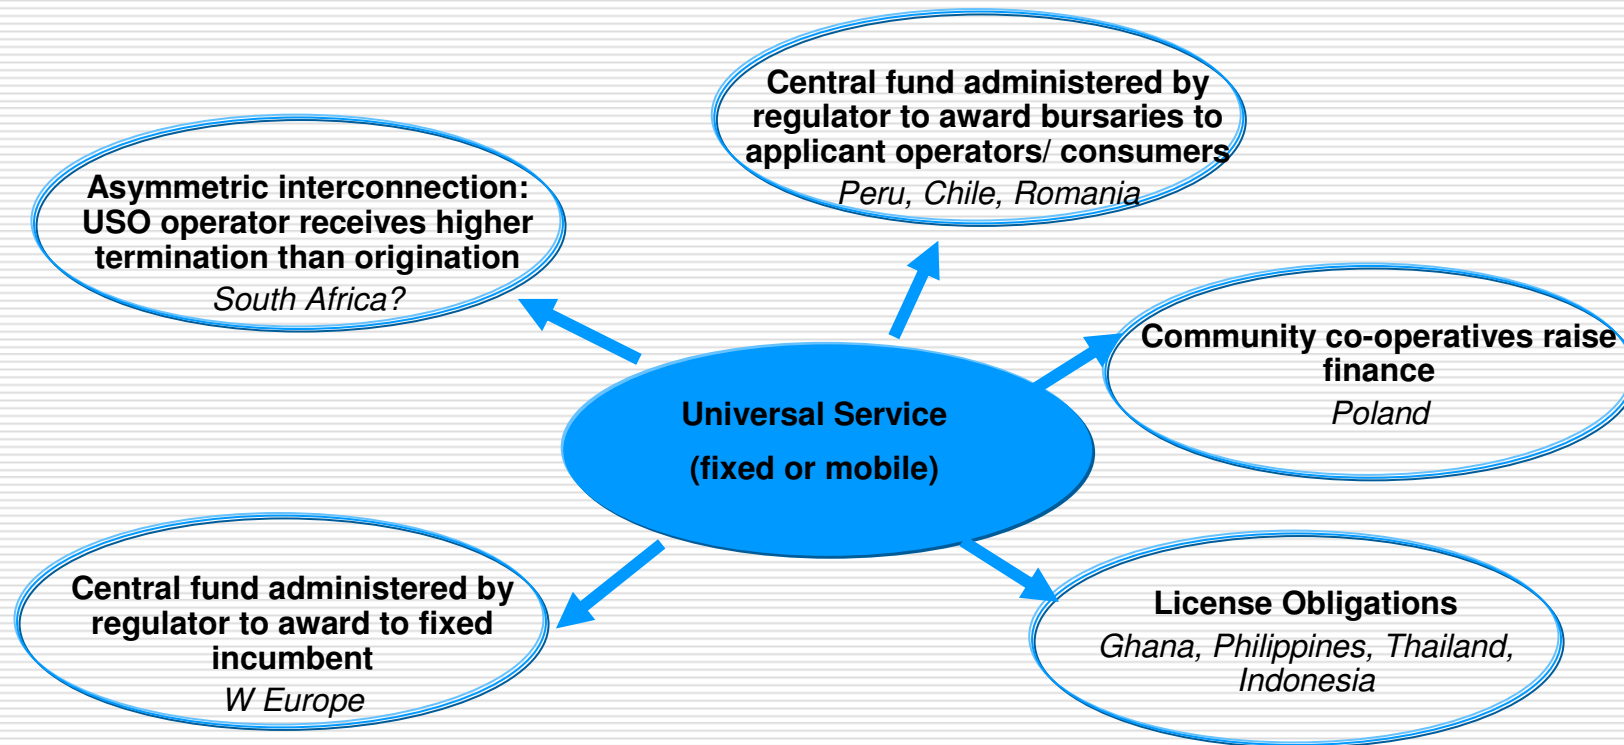 Central fund administered by
regulator to award bursaries to
applicant operators/ consumers
Peru, Chile, Romania
Asymmetric interconnection:
USO operator receives higher
termination than origination
South Africa?
Community co-operatives raise
finance
Poland
Universal Service
(fixed or mobile)
Central fund administered by
regulator to award to fixed
incumbent
W Europe
License Obligations
Ghana, Philippines, Thailand,
Indonesia